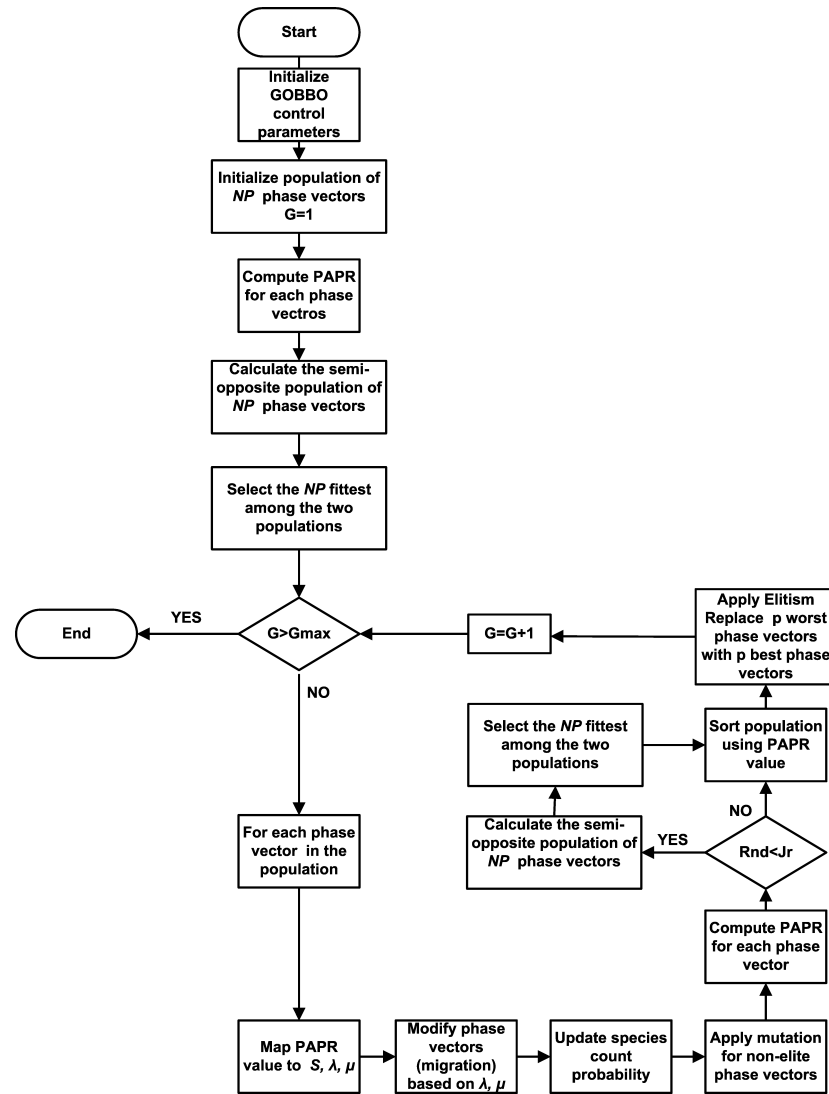 Start
Initialize
GOBBO
control
parameters
Initialize population of
NP phase vectors
G=1
Compute PAPR
for each phase
vectros
Calculate the semi-
opposite population of
NP phase vectors
Select the NP fittest
among the two
populations
G>Gmax
YES
End
NO
For each phase
vector in the
population
Map PAPR
value to S, λ, μ
Modify phase
vectors
(migration)
based on λ, μ
Update species
count
probability
Apply mutation
for non-elite
phase vectors
Compute PAPR
for each phase
vector
Rnd<Jr
YES
Calculate the semi-
opposite population of
NP phase vectors
Select the NP fittest
among the two
populations
NO
Sort population
using PAPR
value
Apply Elitism
Replace p worst
phase vectors
with p best phase
vectors
G=G+1